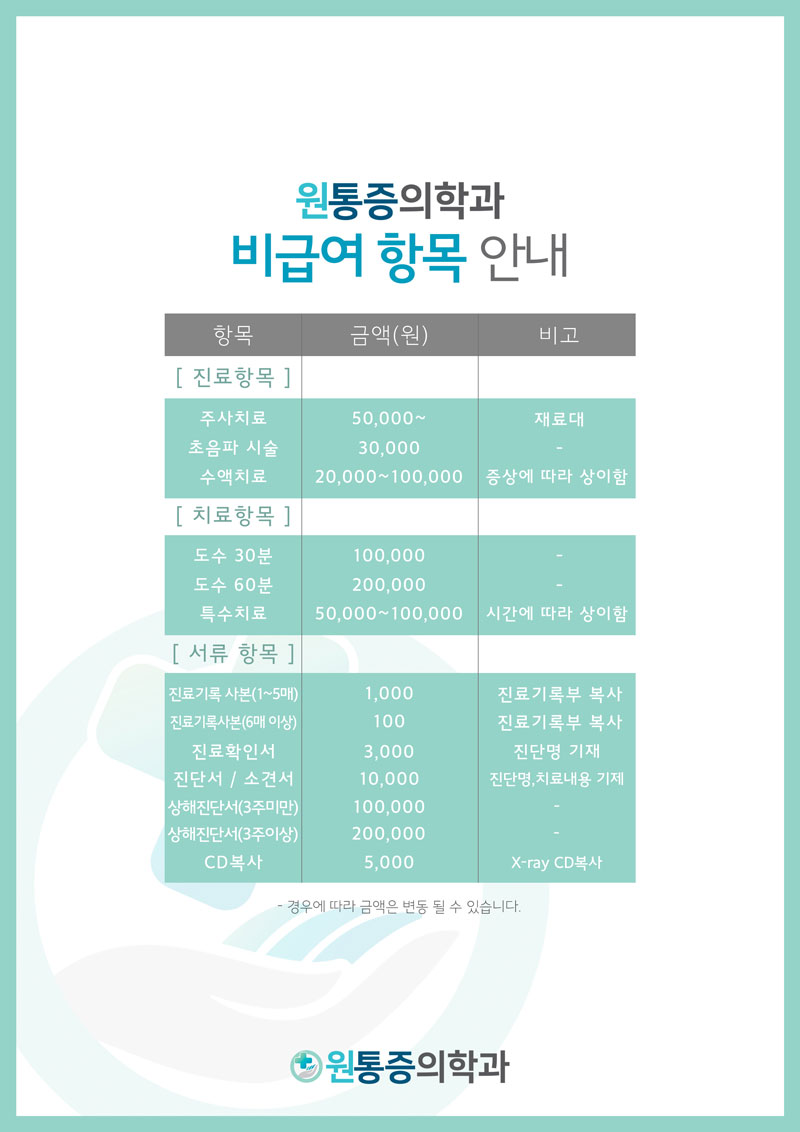 원통증의학과
비급여 항목 안내
항목 금액(원) 비고
[ 진료항목 ]
주사치료 50,000~ 재료대
초음파 시술 30,000 -
수액치료 20,000~100,000 증상에 따라 상이함
[ 치료항목 ]
도수 30분 100,000 -
도수 60분 200,000 -
특수치료 50,000~100,000 시간에 따라 상이함
[ 서류 항목 ]
진료기록 사본(1~5매) 1,000 진료기록부 복사
진료기록사본(6매 이상) 100 진료기록부 복사
진료확인서 3,000 진단명 기재
진단서 / 소견서 10,000 진단명,치료내용 기제
상해진단서(3주미만) 100,000 -
상해진단서(3주이상) 200,000 -
CD복사 5,000 X-ray CD복사
- 경우에 따라 금액은 변동 될 수 있습니다.
원통증의학과